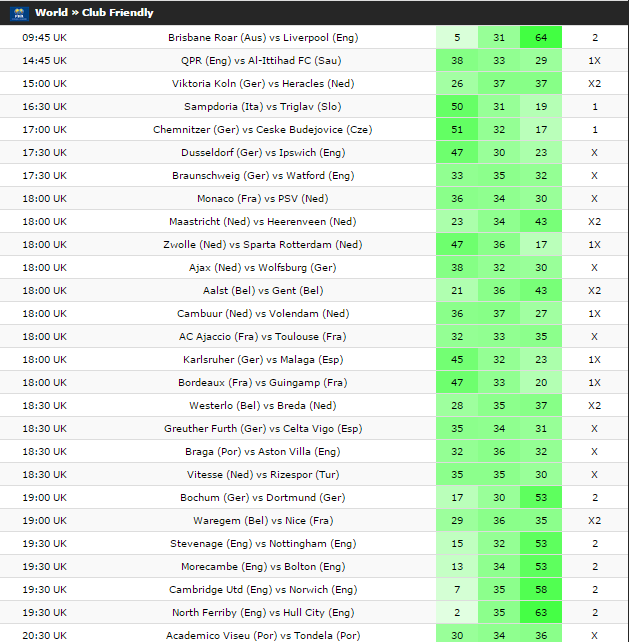 World » Club Friendly
09:45 UK Brisbane Roar (Aus) vs Liverpool (Eng) 5 31 64 2
14:45 UK QPR (Eng) vs Al-Ittihad FC (Sau) 38 33 29 1X
15:00 UK Viktoria Koln (Ger) vs Heracles (Ned) 26 37 37 X2
16:30 UK Sampdoria (Ita) vs Triglav (Slo) 50 31 19 1
17:00 UK Chemnitzer (Ger) vs Ceske Budejovice (Cze) 51 32 17 1
17:30 UK Dusseldorf (Ger) vs Ipswich (Eng) 47 30 23 X
17:30 UK Braunschweig (Ger) vs Watford (Eng) 33 35 32 X
18:00 UK Monaco (Fra) vs PSV (Ned) 36 34 30 X
18:00 UK Maastricht (Ned) vs Heerenveen (Ned) 23 34 43 X2
18:00 UK Zwolle (Ned) vs Sparta Rotterdam (Ned) 47 36 17 1X
18:00 UK Ajax (Ned) vs Wolfsburg (Ger) 38 32 30 X
18:00 UK Aalst (Bel) vs Gent (Bel) 21 36 43 X2
18:00 UK Cambuur (Ned) vs Volendam (Ned) 36 37 27 1X
18:00 UK AC Ajaccio (Fra) vs Toulouse (Fra) 32 33 35 X
18:00 UK Karlsruher (Ger) vs Malaga (Esp) 45 32 23 1X
18:00 UK Bordeaux (Fra) vs Guingamp (Fra) 47 33 20 1X
18:30 UK Westerlo (Bel) vs Breda (Ned) 28 35 37 X2
18:30 UK Greuther Furth (Ger) vs Celta Vigo (Esp) 35 34 31 X
18:30 UK Braga (Por) vs Aston Villa (Eng) 32 36 32 X
18:30 UK Vitesse (Ned) vs Rizespor (Tur) 35 35 30 X
19:00 UK Bochum (Ger) vs Dortmund (Ger) 17 30 53 2
19:00 UK Waregem (Bel) vs Nice (Fra) 29 36 35 X2
19:30 UK Stevenage (Eng) vs Nottingham (Eng) 15 32 53 2
19:30 UK Morecambe (Eng) vs Bolton (Eng) 13 34 53 2
19:30 UK Cambridge Utd (Eng) vs Norwich (Eng) 7 35 58 2
19:30 UK North Ferriby (Eng) vs Hull City (Eng) 2 35 63 2
20:30 UK Academico Viseu (Por) vs Tondela (Por) 30 34 36 X